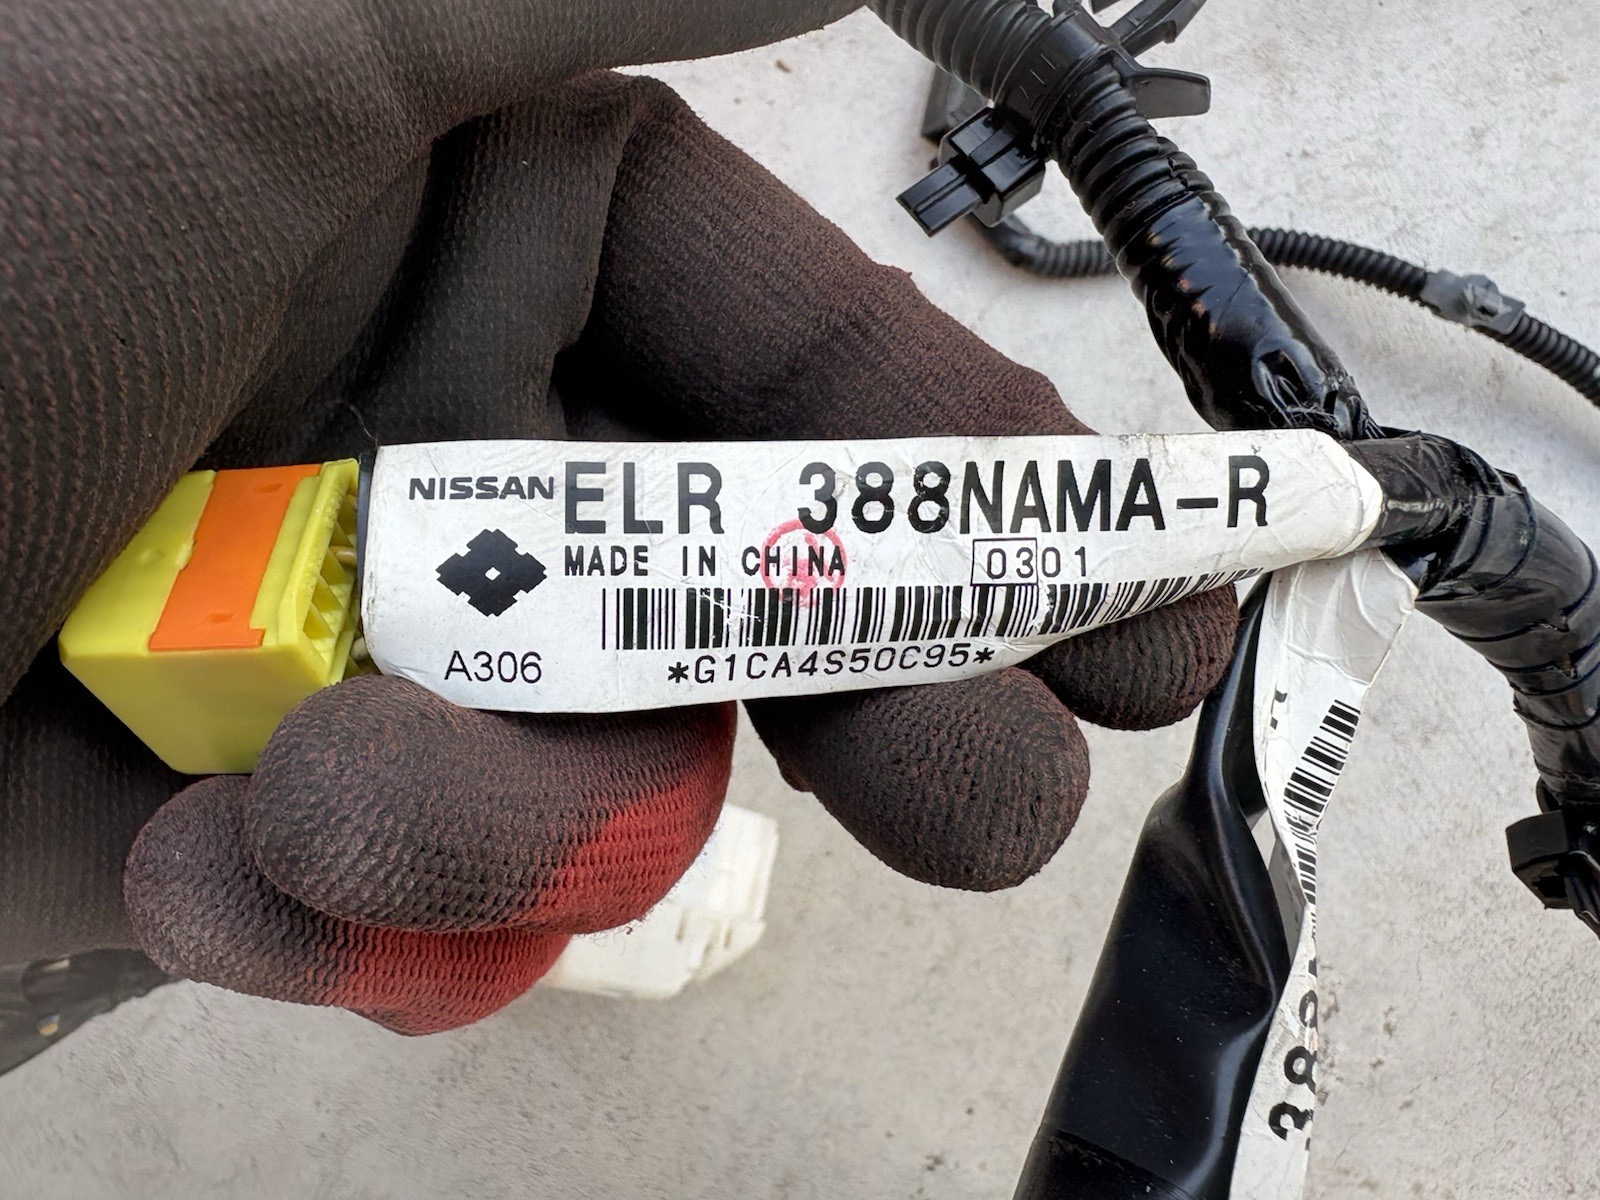 NISSAN ELR 388NAMA-R
MADE IN CHINA 0301
A306 *G1CA4S50C95*